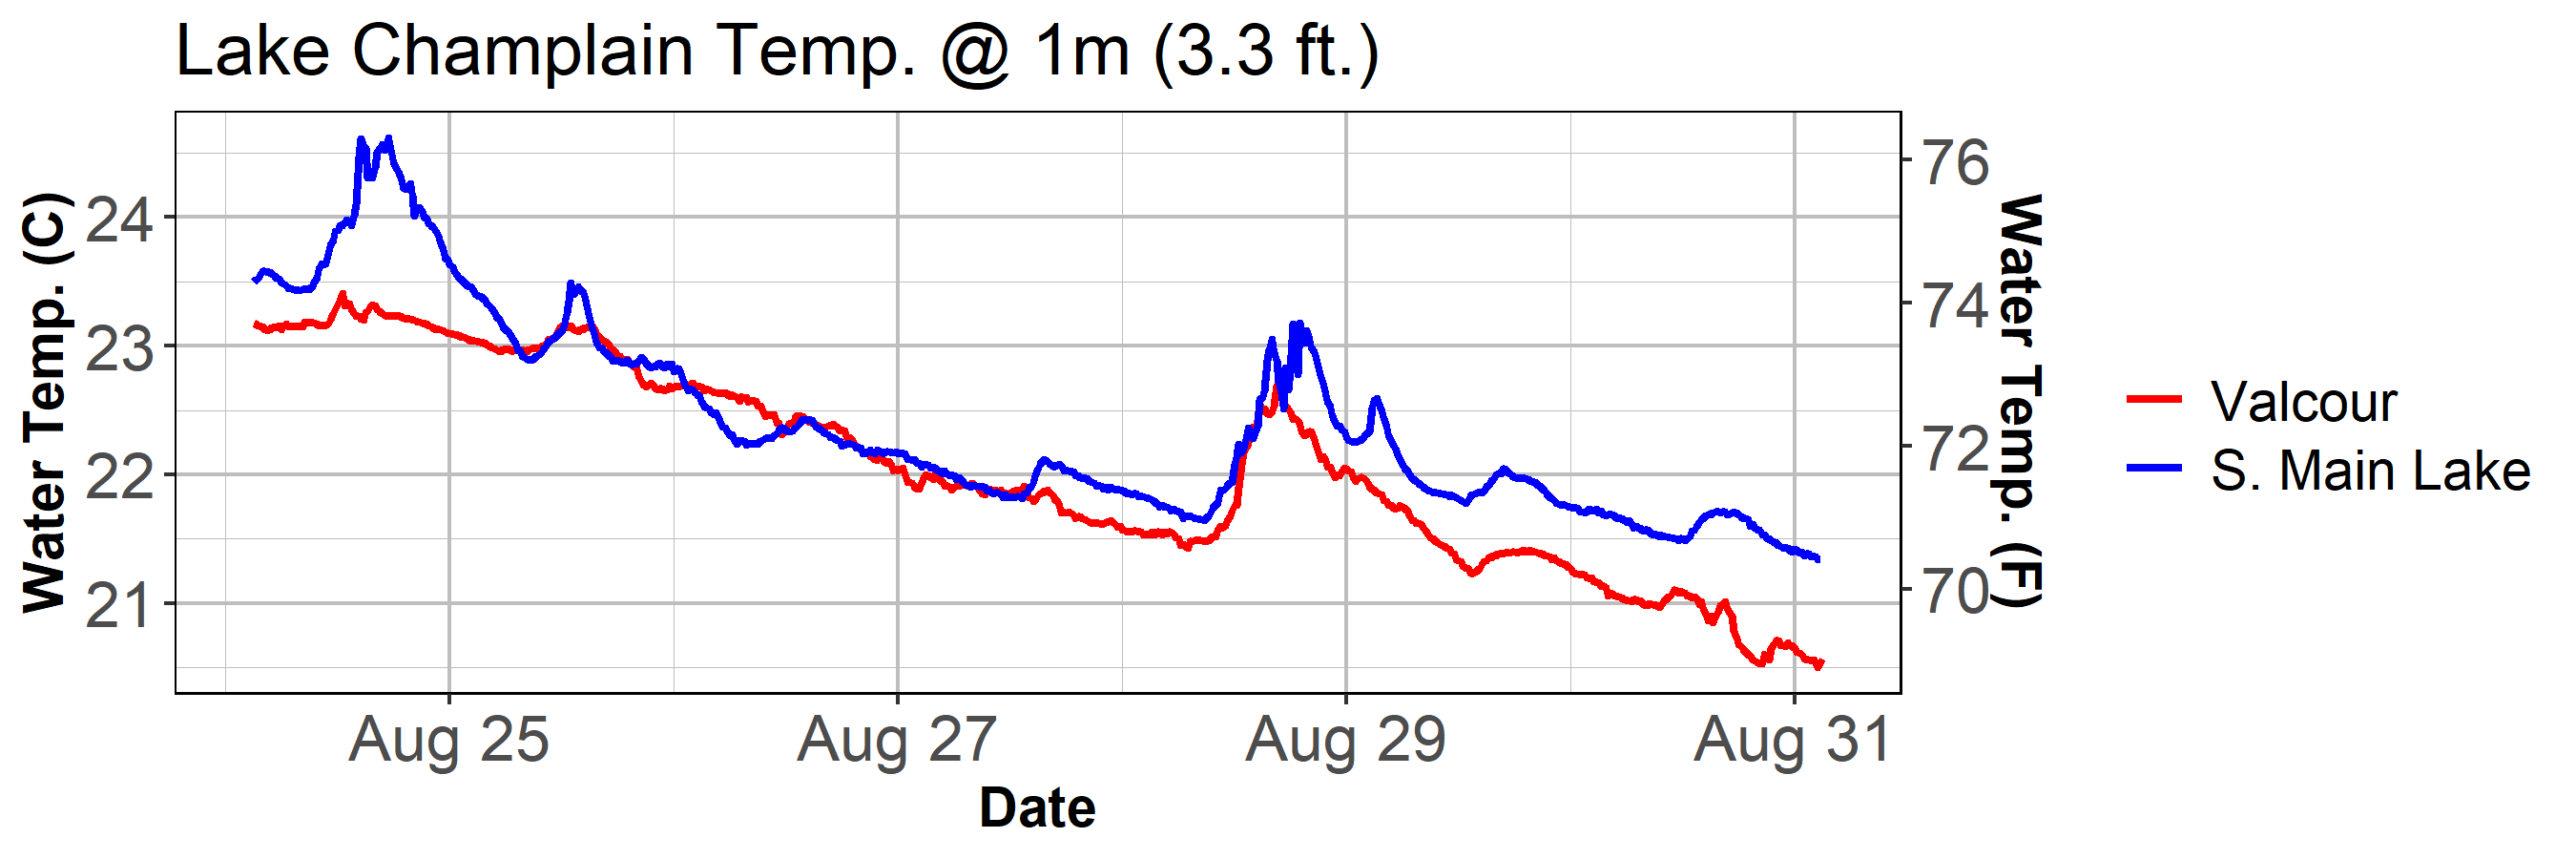 Lake Champlain Temp. @ 1m (3.3 ft.)
Water Temp. (C)
24
23
22
21
76
74
72
70
Water Temp. (F)
Aug 25
Aug 27
Aug 29
Aug 31
Date
Valcour
S. Main Lake